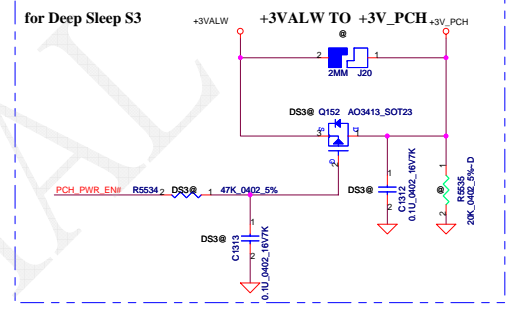 for Deep Sleep S3
+3VALW
+3VALW TO +3V_PCH
+3V_PCH
@
2
1
2MM
J20
DS3@
Q152
AO3413_SOT23
3
S
D
1
G
2
PCH_PWR_EN#
R5534
2
DS3@
1
47K_0402_5%
DS3@
1
2
C1313
0.1U_0402_16V7K
DS3@
1
2
C1312
0.1U_0402_16V7K
@
1
2
R5535
20K_0402_5%~D